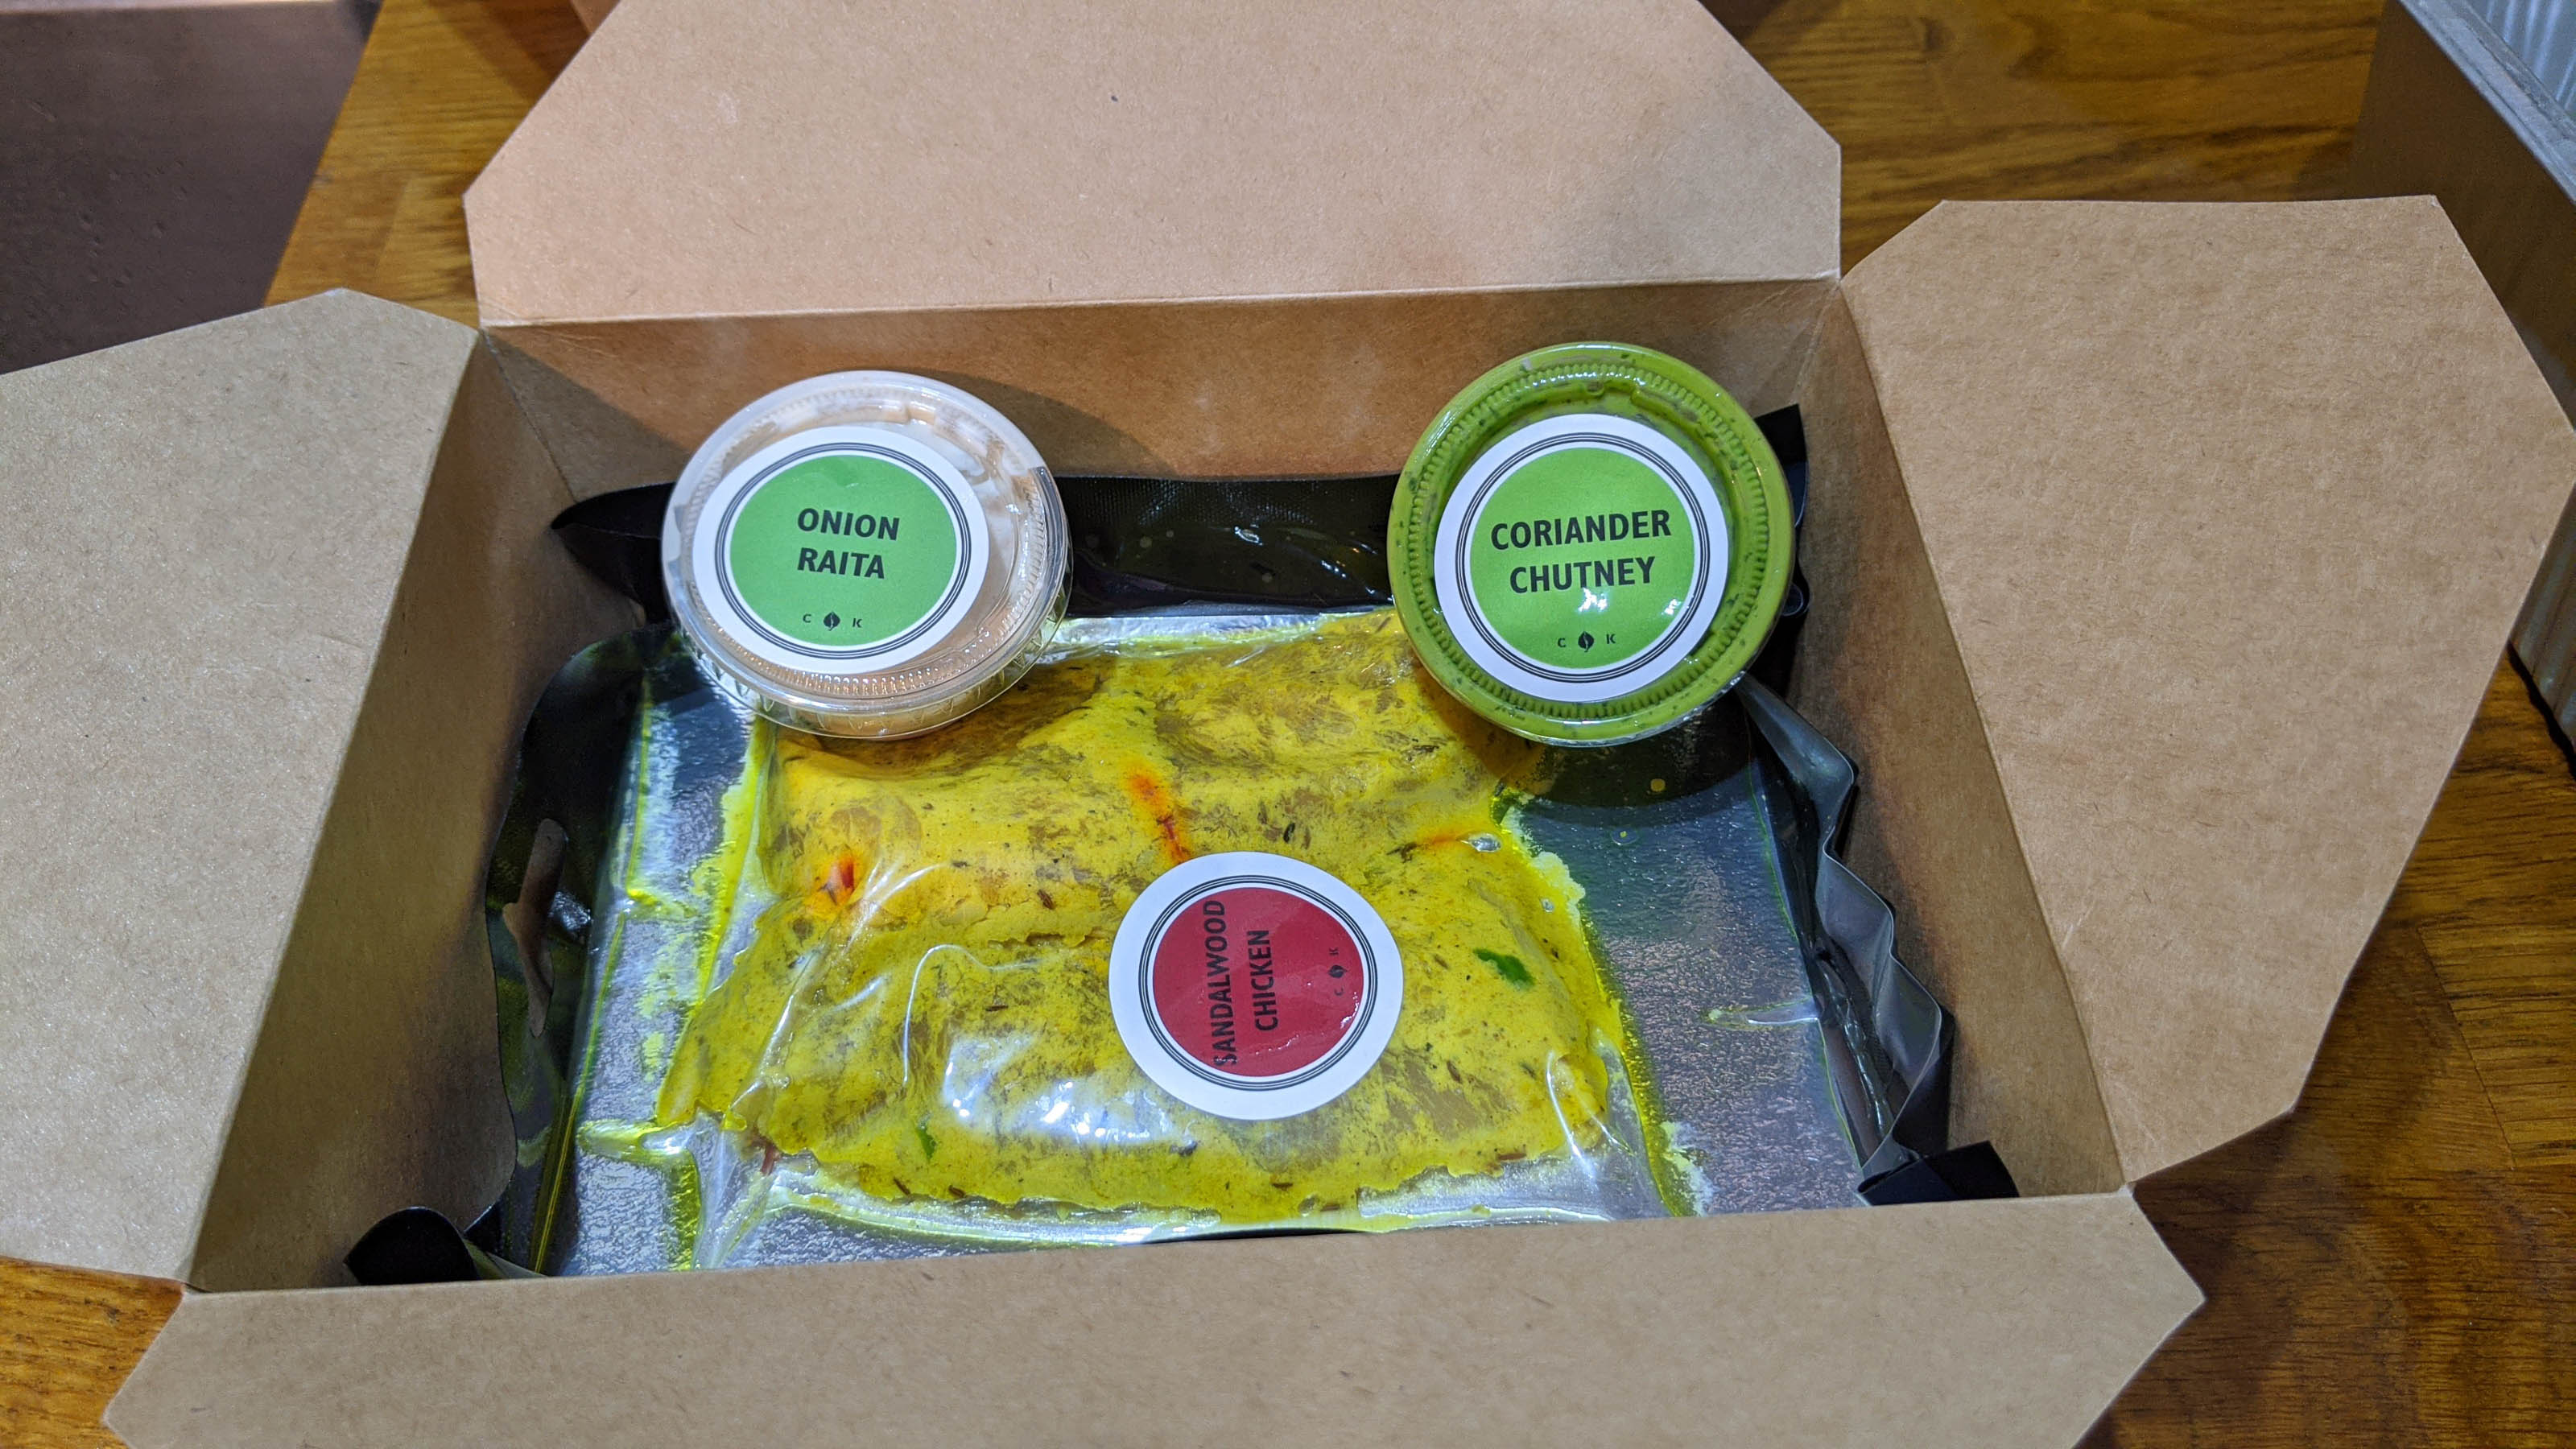 ONION
RAITA
C K
CORIANDER
CHUTNEY
C K
SANDALWOOD
CHICKEN
C K